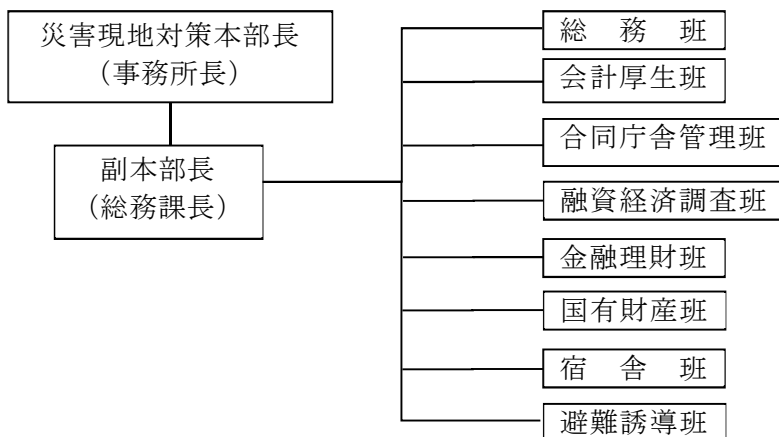 災害現地対策本部長
（事務所長）
副本部長
（総務課長）
総　務　班
会計厚生班
合同庁舎管理班
融資経済調査班
金融理財班
国有財産班
宿　舎　班
避難誘導班